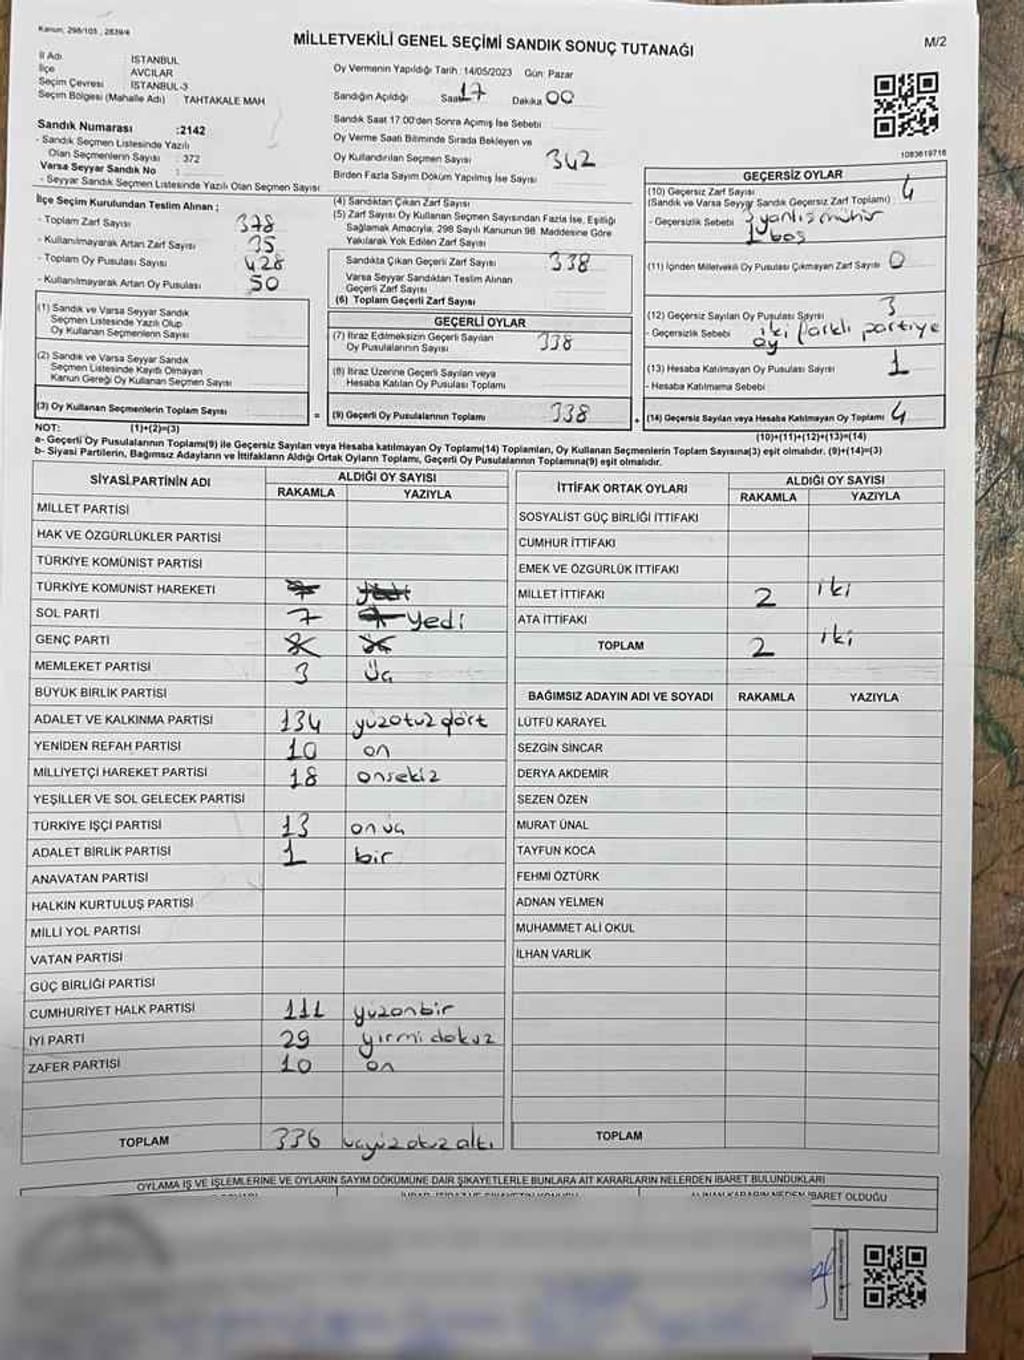 Kanun; 298/105 , 2839/4
MİLLETVEKİLİ GENEL SEÇİMİ SANDIK SONUÇ TUTANAĞI
M/2
İl Adı İSTANBUL
İlçe AVCILAR
Seçim Çevresi İSTANBUL-3
Seçim Bölgesi (Mahalle Adı) TAHTAKALE MAH
Oy Vermenin Yapıldığı Tarih :14/05/2023 Gün: Pazar
Sandığın Açıldığı Saat 17 Dakika 00
Sandık Saat 17:00'den Sonra Açımış İse Sebebi
Oy Verme Saati Bitiminde Sırada Bekleyen ve
Oy Kullandırılan Seçmen Sayısı 342
Birden Fazla Sayım Döküm Yapılmış İse Sayısı
Sandık Numarası :2142
- Sandık Seçmen Listesinde Yazılı
Olan Seçmenlerin Sayısı : 372
Varsa Seyyar Sandık No :
- Seyyar Sandık Seçmen Listesinde Yazılı Olan Seçmen Sayısı:
1083619716
İlçe Seçim Kurulundan Teslim Alınan ;
- Toplam Zarf Sayısı 378
- Kullanılmayarak Artan Zarf Sayısı 35
- Toplam Oy Pusulası Sayısı 428
- Kullanılmayarak Artan Oy Pusulası 50
(1) Sandık ve Varsa Seyyar Sandık
Seçmen Listesinde Yazılı Olup
Oy Kullanan Seçmenlerin Sayısı
(2) Sandık ve Varsa Seyyar Sandık
Seçmen Listesinde Kayıtlı Olmayan
Kanun Gereği Oy Kullanan Seçmen Sayısı
(3) Oy Kullanan Seçmenlerin Toplam Sayısı
NOT: (1)+(2)=(3)
(4) Sandıktan Çıkan Zarf Sayısı
(5) Zarf Sayısı Oy Kullanan Seçmen Sayısından Fazla İse, Eşitliği
Sağlamak Amacıyla, 298 Sayılı Kanunun 98. Maddesine Göre
Yakılarak Yok Edilen Zarf Sayısı
Sandıkta Çıkan Geçerli Zarf Sayısı 338
Varsa Seyyar Sandıktan Teslim Alınan
Geçerli Zarf Sayısı
(6) Toplam Geçerli Zarf Sayısı
GEÇERLİ OYLAR
(7) İtiraz Edilmeksizin Geçerli Sayılan
Oy Pusulalarının Sayısı 338
(8) İtiraz Üzerine Geçerli Sayılan veya
Hesaba Katılan Oy Pusulası Toplamı
= (9) Geçerli Oy Pusulalarının Toplamı 338 +
GEÇERSİZ OYLAR
(10) Geçersiz Zarf Sayısı 4
(Sandık ve Varsa Seyyar Sandık Geçersiz Zarf Toplamı)
- Geçersizlik Sebebi 3 yanlış mühür
1 boş
(11) İçinden Milletvekili Oy Pusulası Çıkmayan Zarf Sayısı 0
(12) Geçersiz Sayılan Oy Pusulası Sayısı 3
- Geçersizlik Sebebi iki farklı partiye
oy
(13) Hesaba Katılmayan Oy Pusulası Sayısı 1
- Hesaba Katılmama Sebebi
(14) Geçersiz Sayılan veya Hesaba Katılmayan Oy Toplamı 4
(10)+(11)+(12)+(13)=(14)
a- Geçerli Oy Pusulalarının Toplamı(9) ile Geçersiz Sayılan veya Hesaba katılmayan Oy Toplamı(14) Toplamları, Oy Kullanan Seçmenlerin Toplam Sayısına(3) eşit olmalıdır. (9)+(14)=(3)
b- Siyasi Partilerin, Bağımsız Adayların ve İttifakların Aldığı Ortak Oyların Toplamı, Geçerli Oy Pusulalarının Toplamına(9) eşit olmalıdır.
SİYASİ PARTİNİN ADI ALDIĞI OY SAYISI
RAKAMLA YAZIYLA
MİLLET PARTİSİ
HAK VE ÖZGÜRLÜKLER PARTİSİ
TÜRKİYE KOMÜNİST PARTİSİ
TÜRKİYE KOMÜNİST HAREKETİ
SOL PARTİ 7 yedi
GENÇ PARTİ
MEMLEKET PARTİSİ 3 üç
BÜYÜK BİRLİK PARTİSİ
ADALET VE KALKINMA PARTİSİ 134 yüzotuzdört
YENİDEN REFAH PARTİSİ 10 on
MİLLİYETÇİ HAREKET PARTİSİ 18 onsekiz
YEŞİLLER VE SOL GELECEK PARTİSİ
TÜRKİYE İŞÇİ PARTİSİ 13 onüç
ADALET BİRLİK PARTİSİ 1 bir
ANAVATAN PARTİSİ
HALKIN KURTULUŞ PARTİSİ
MİLLİ YOL PARTİSİ
VATAN PARTİSİ
GÜÇ BİRLİĞİ PARTİSİ
CUMHURİYET HALK PARTİSİ 111 yüzonbir
İYİ PARTİ 29 yirmidokuz
ZAFER PARTİSİ 10 on
TOPLAM 336 üçyüzotuzaltı
İTTİFAK ORTAK OYLARI ALDIĞI OY SAYISI
RAKAMLA YAZIYLA
SOSYALİST GÜÇ BİRLİĞİ İTTİFAKI
CUMHUR İTTİFAKI
EMEK VE ÖZGÜRLÜK İTTİFAKI
MİLLET İTTİFAKI 2 iki
ATA İTTİFAKI
TOPLAM 2 iki
BAĞIMSIZ ADAYIN ADI VE SOYADI RAKAMLA YAZIYLA
LÜTFÜ KARAYEL
SEZGİN SİNCAR
DERYA AKDEMİR
SEZEN ÖZEN
MURAT ÜNAL
TAYFUN KOCA
FEHMİ ÖZTÜRK
ADNAN YELMEN
MUHAMMET ALİ OKUL
İLHAN VARLIK
TOPLAM
OYLAMA İŞ VE İŞLEMLERİNE VE OYLARIN SAYIM DÖKÜMÜNE DAİR ŞİKAYETLERLE BUNLARA AİT KARARLARIN NELERDEN İBARET BULUNDUKLARI
ALINAN KARARIN NEDEN İBARET OLDUĞU